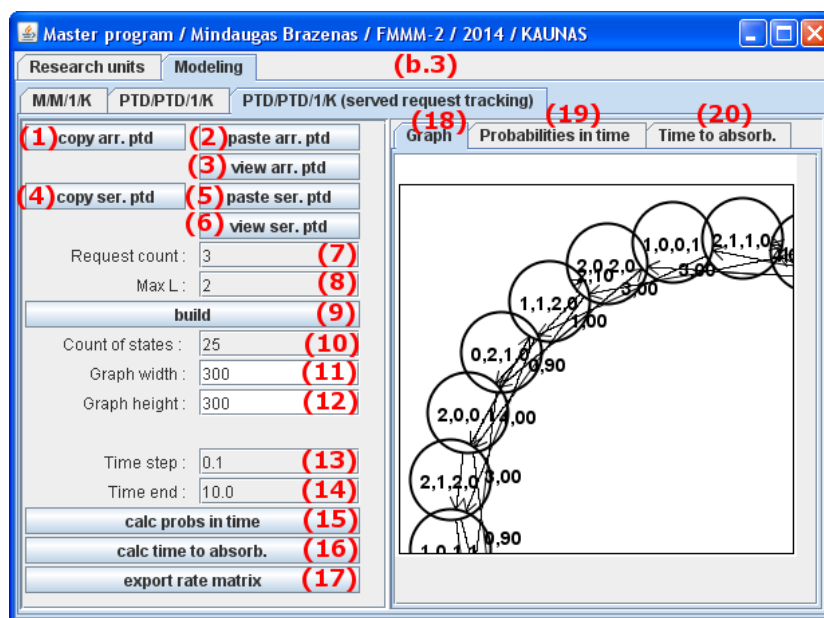 Master program / Mindaugas Brazenas / FMMM-2 / 2014 / KAUNAS
Research units Modeling (b.3)
M/M/1/K PTD/PTD/1/K PTD/PTD/1/K (served request tracking)
(1) copy arr. ptd (2) paste arr. ptd
(3) view arr. ptd
(4) copy ser. ptd (5) paste ser. ptd
(6) view ser. ptd
Request count : 3 (7)
Max L : 2 (8)
build (9)
Count of states : 25 (10)
Graph width : 300 (11)
Graph height : 300 (12)
Time step : 0.1 (13)
Time end : 10.0 (14)
calc probs in time (15)
calc time to absorb. (16)
export rate matrix (17)
(18) (19) (20)
Graph Probabilities in time Time to absorb.
1,0,0,1 2,1,1,0
2,0,2,0 3,00
3,00
1,1,2,0 1,00
0,2,1,0 0,90
2,0,0,1 4,00
2,1,2,0 3,00
0,90